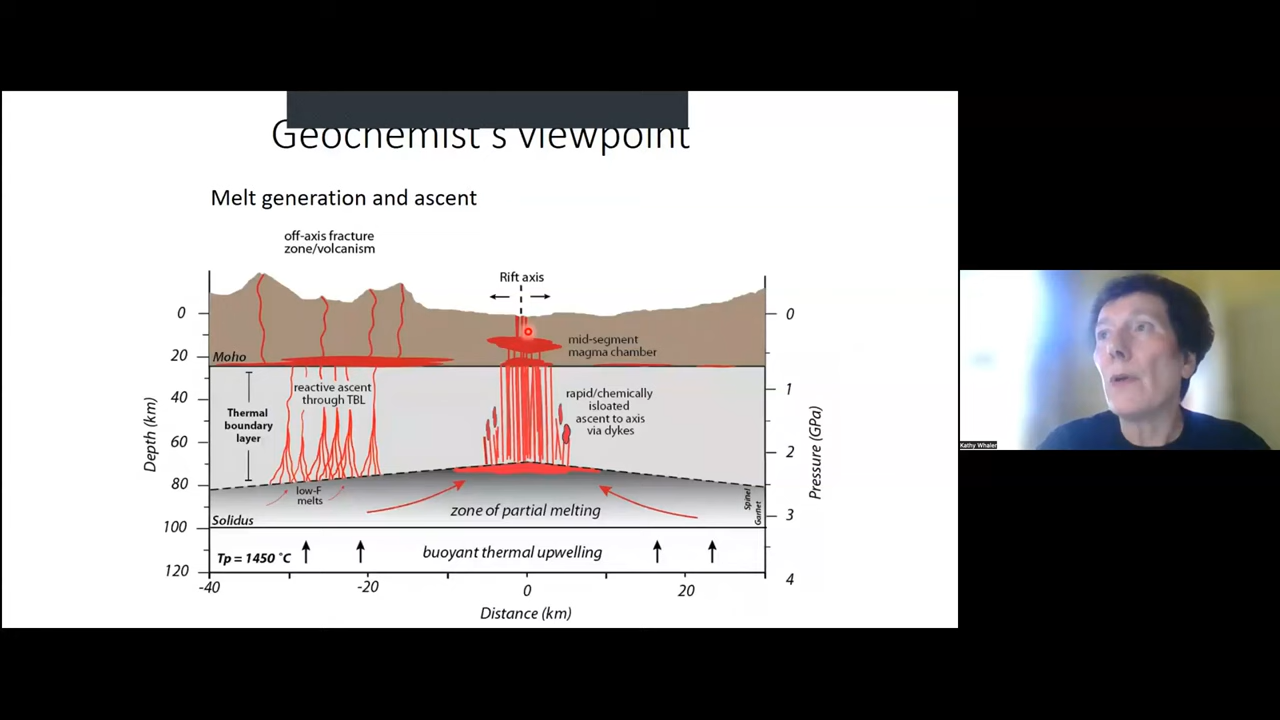 Geochemist's viewpoint
Melt generation and ascent
off-axis fracture
zone/volcanism
Rift axis
0
20
40
60
80
100
120
Depth (km)
Moho
mid-segment
magma chamber
reactive ascent
through TBL
rapid/chemically
isloated
ascent to axis
via dykes
Thermal
boundary
layer
low-F
melts
zone of partial melting
Solidus
Spinel
Garnet
Tp = 1450 ˚C
buoyant thermal upwelling
0
1
2
3
4
Pressure (GPa)
-40
-20
0
20
Distance (km)
Kathy Whaler